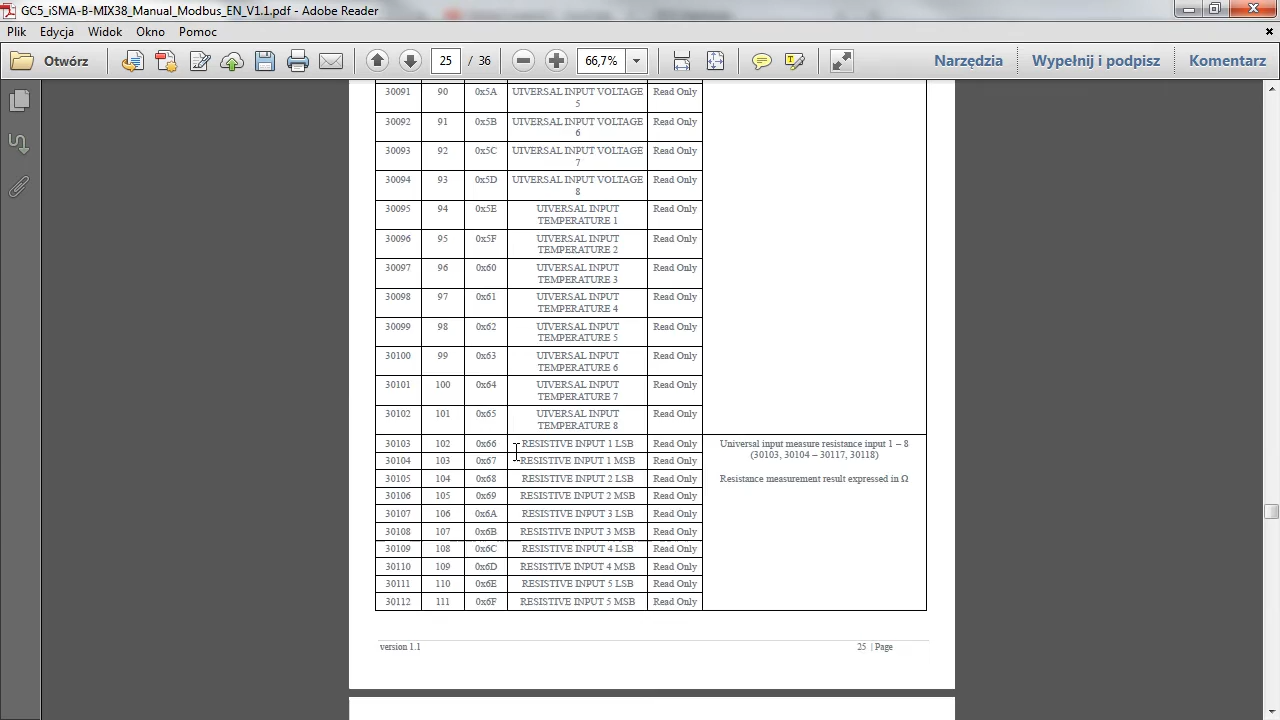 GC5_iSMA-B-MIX38_Manual_Modbus_EN_V1.1.pdf - Adobe Reader
Plik Edycja Widok Okno Pomoc
Otwórz 25 / 36 66,7% Narzędzia Wypełnij i podpisz Komentarz
30091 90 0x5A UIVERSAL INPUT VOLTAGE 5 Read Only
30092 91 0x5B UIVERSAL INPUT VOLTAGE 6 Read Only
30093 92 0x5C UIVERSAL INPUT VOLTAGE 7 Read Only
30094 93 0x5D UIVERSAL INPUT VOLTAGE 8 Read Only
30095 94 0x5E UIVERSAL INPUT TEMPERATURE 1 Read Only
30096 95 0x5F UIVERSAL INPUT TEMPERATURE 2 Read Only
30097 96 0x60 UIVERSAL INPUT TEMPERATURE 3 Read Only
30098 97 0x61 UIVERSAL INPUT TEMPERATURE 4 Read Only
30099 98 0x62 UIVERSAL INPUT TEMPERATURE 5 Read Only
30100 99 0x63 UIVERSAL INPUT TEMPERATURE 6 Read Only
30101 100 0x64 UIVERSAL INPUT TEMPERATURE 7 Read Only
30102 101 0x65 UIVERSAL INPUT TEMPERATURE 8 Read Only
30103 102 0x66 RESISTIVE INPUT 1 LSB Read Only Universal input measure resistance input 1 – 8
(30103, 30104 – 30117, 30118)
30104 103 0x67 RESISTIVE INPUT 1 MSB Read Only
30105 104 0x68 RESISTIVE INPUT 2 LSB Read Only Resistance measurement result expressed in Ω
30106 105 0x69 RESISTIVE INPUT 2 MSB Read Only
30107 106 0x6A RESISTIVE INPUT 3 LSB Read Only
30108 107 0x6B RESISTIVE INPUT 3 MSB Read Only
30109 108 0x6C RESISTIVE INPUT 4 LSB Read Only
30110 109 0x6D RESISTIVE INPUT 4 MSB Read Only
30111 110 0x6E RESISTIVE INPUT 5 LSB Read Only
30112 111 0x6F RESISTIVE INPUT 5 MSB Read Only
version 1.1 25 | Page